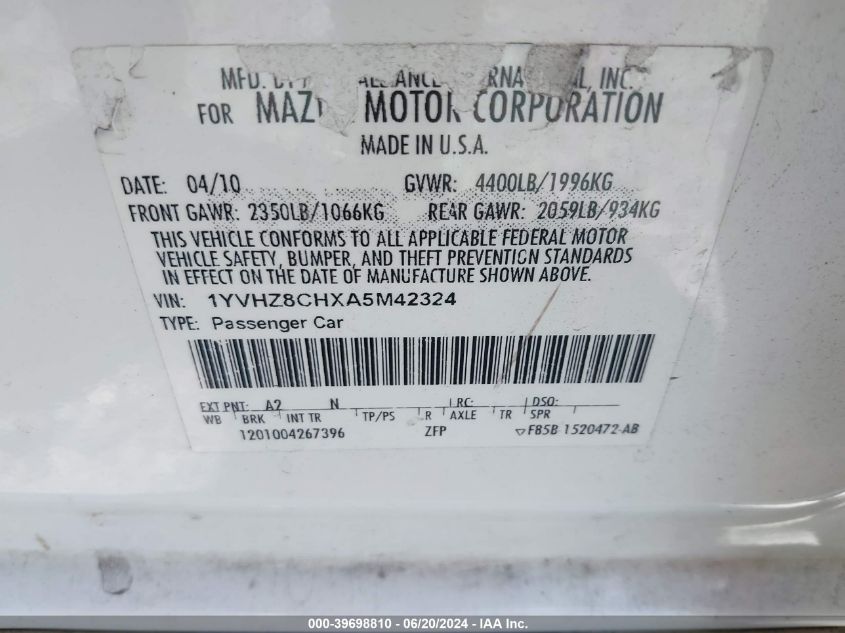 MFD. INC.
FOR MOTOR CORPORATION
MADE IN U.S.A.
DATE: 04/10 GVWR: 4400LB/1996KG
FRONT GAWR: 2350LB/1066KG REAR GAWR: 2059LB/934KG
THIS VEHICLE CONFORMS TO ALL APPLICABLE FEDERAL MOTOR
VEHICLE SAFETY, BUMPER, AND THEFT PREVENTION STANDARDS
IN EFFECT ON THE DATE OF MANUFACTURE SHOWN ABOVE.
VIN: 1YVHZ8CHXA5M42324
TYPE: Passenger Car
EXT PNT: A2 N RC: DSO:
WB BRK INT TR TP/PS R AXLE TR SPR
1201004267396 ZFP ▽F85B 1520472-AB
000-39698810 - 06/20/2024 - IAA Inc.